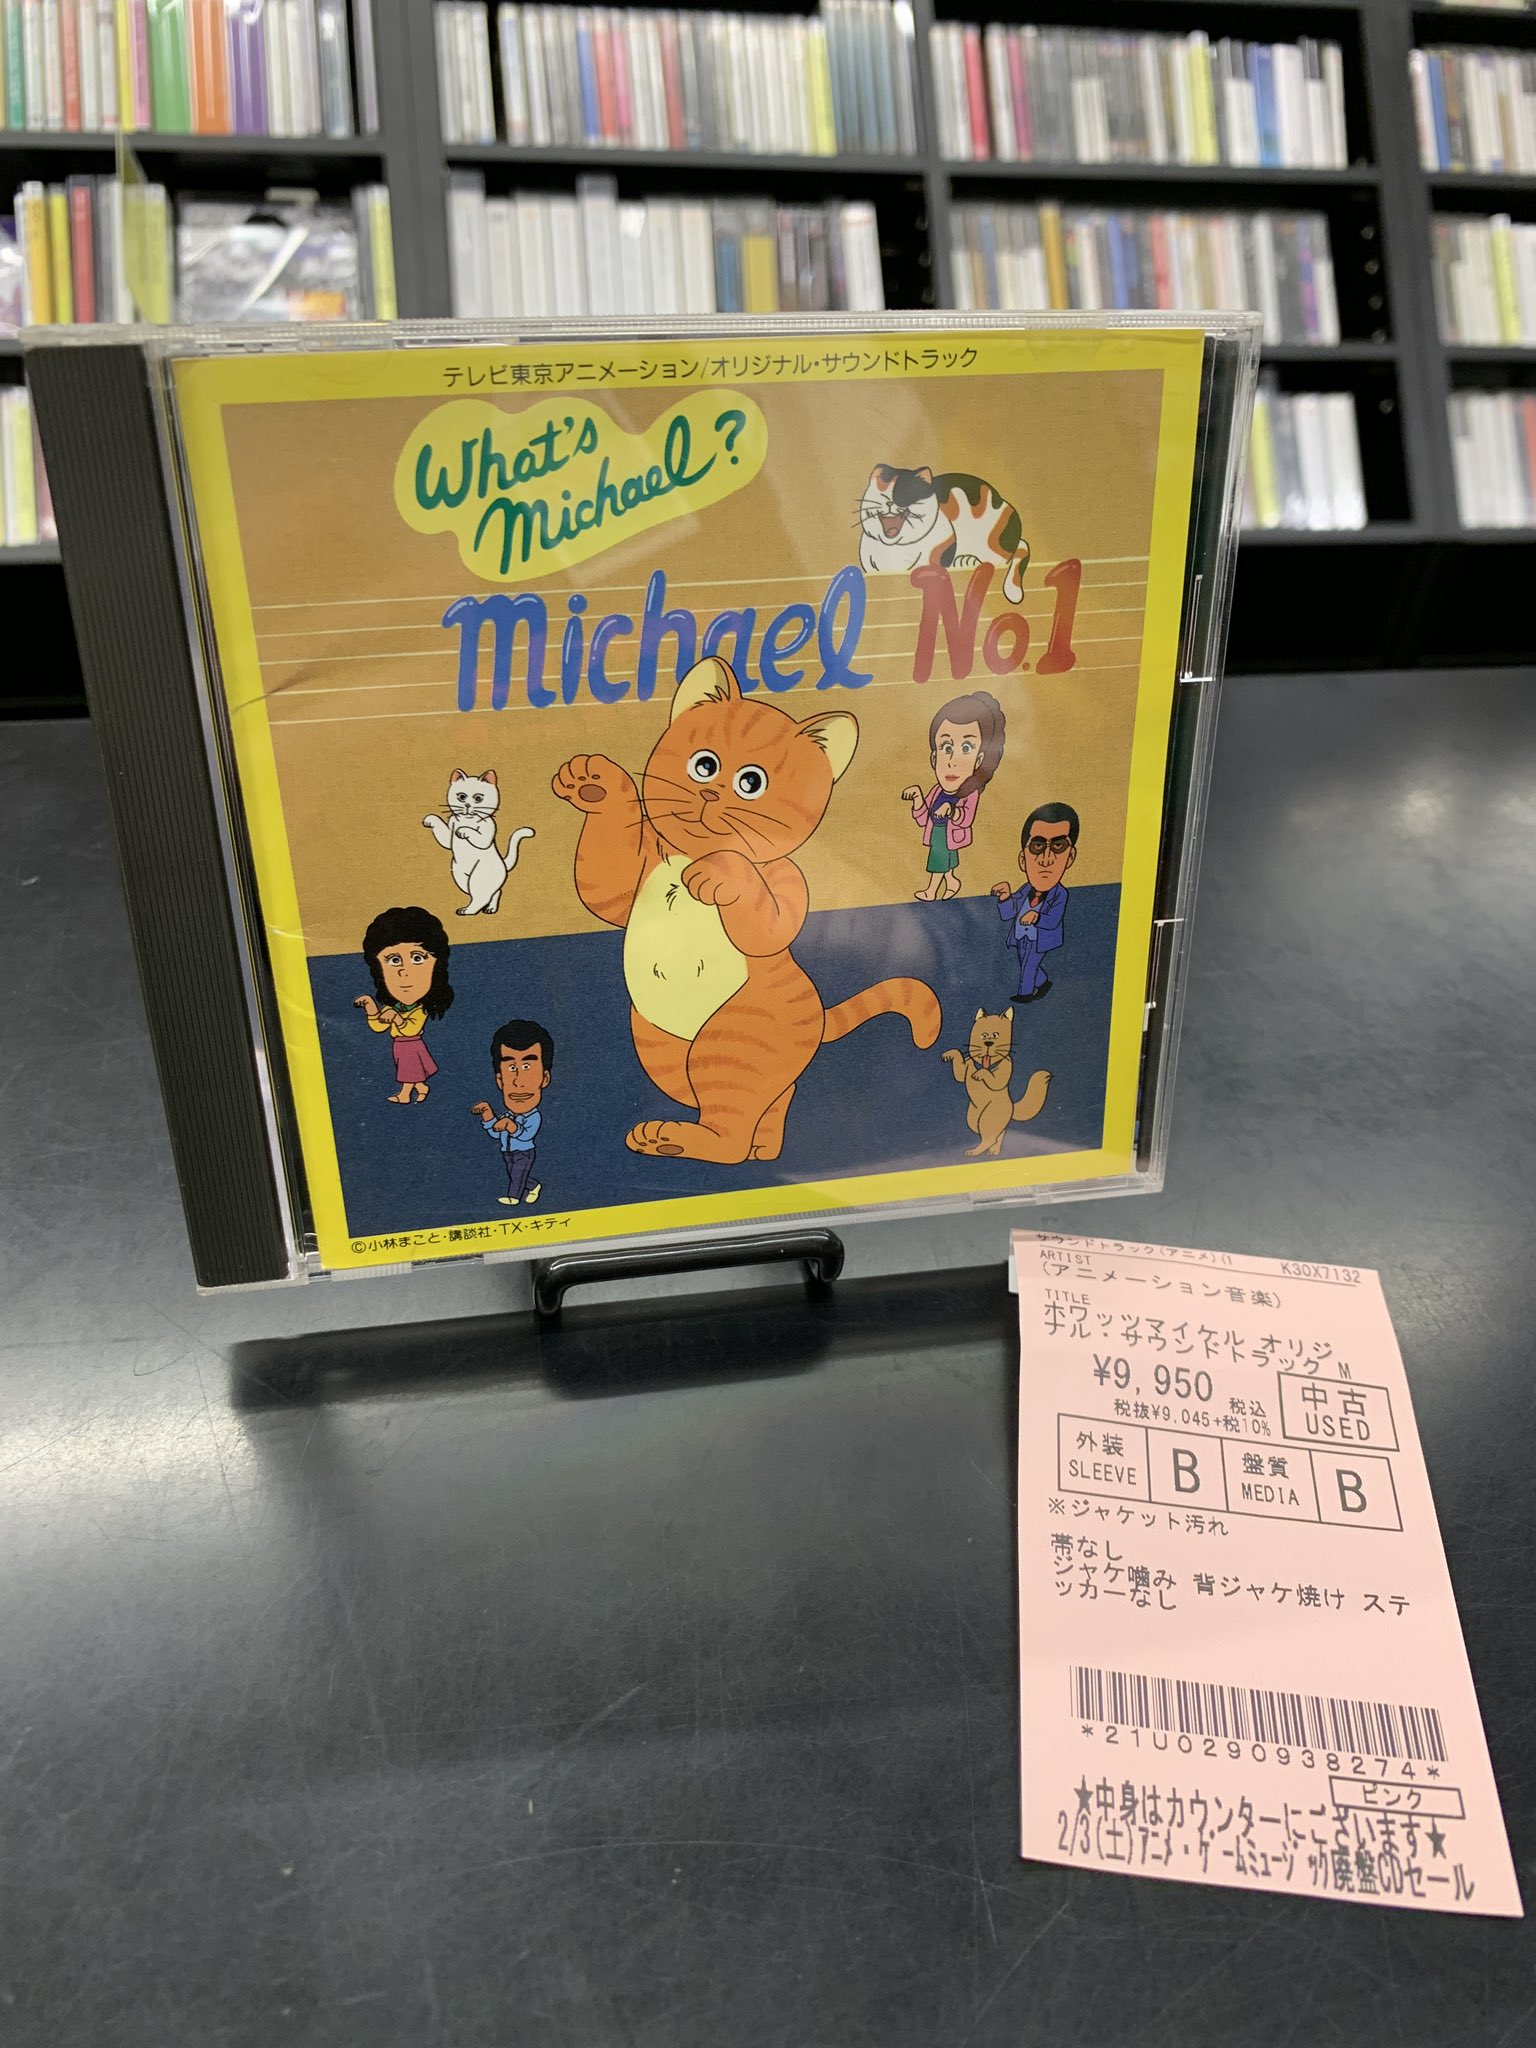 テレビ東京アニメーション/オリジナル・サウンドトラック
What's
Michael?
Michael No.1
©小林まこと・講談社・TX・キティ
サウンドトラック(アニメ)(1 K30X7132
ARTIST
(アニメーション音楽)
TITLE
ホワッツマイケル オリジ
ナル・サウンドトラック M
¥9,950 税込
税抜¥9,045+税10%
中古
USED
外装
SLEEVE
B
盤質
MEDIA
B
※ジャケット汚れ
帯なし
ジャケ噛み 背ジャケ焼け ステ
ッカーなし
*21U0290938274*
ピンク
★中身はカウンターにございます★
2/3(土)アニメ・ゲームミュージック廃盤CDセール